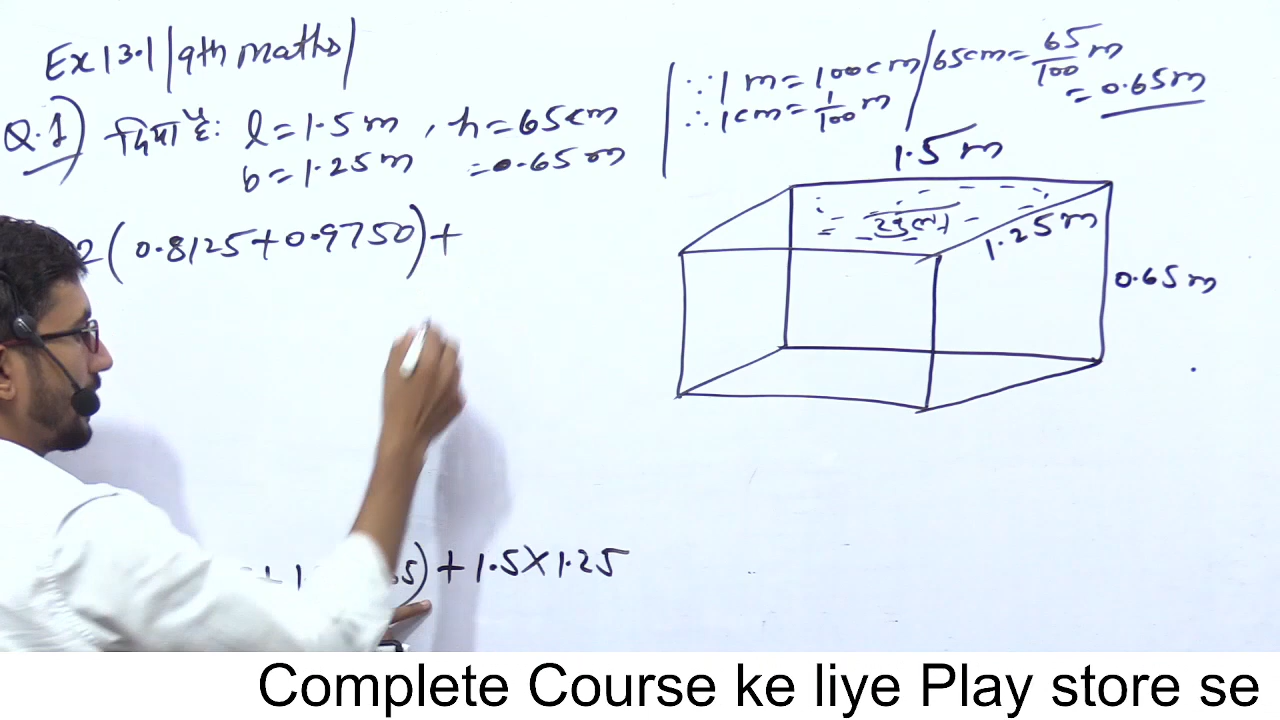 Ex 13.1 | 9th maths |
Q.1) दिया है: l = 1.5 m , h = 65 cm
b = 1.25 m = 0.65 m
2 ( 0.8125 + 0.9750 ) +
5) + 1.5 × 1.25
∵ 1 m = 100 cm / 65 cm = 65/100 m
∴ 1 cm = 1/100 m = 0.65 m
1.5 m
खुला
1.25 m
0.65 m
Complete Course ke liye Play store se